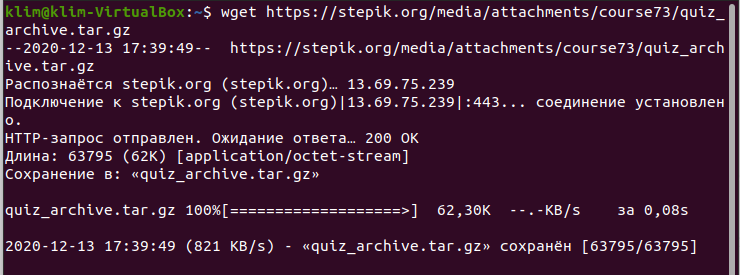 klim@klim-VirtualBox:~$ wget https://stepik.org/media/attachments/course73/quiz_
archive.tar.gz
--2020-12-13 17:39:49--  https://stepik.org/media/attachments/course73/quiz_arch
ive.tar.gz
Распознаётся stepik.org (stepik.org)… 13.69.75.239
Подключение к stepik.org (stepik.org)|13.69.75.239|:443... соединение установлен
о.
HTTP-запрос отправлен. Ожидание ответа… 200 OK
Длина: 63795 (62K) [application/octet-stream]
Сохранение в: «quiz_archive.tar.gz»
quiz_archive.tar.gz 100%[===================>]  62,30K  --.-KB/s    за 0,08s
2020-12-13 17:39:49 (821 KB/s) - «quiz_archive.tar.gz» сохранён [63795/63795]